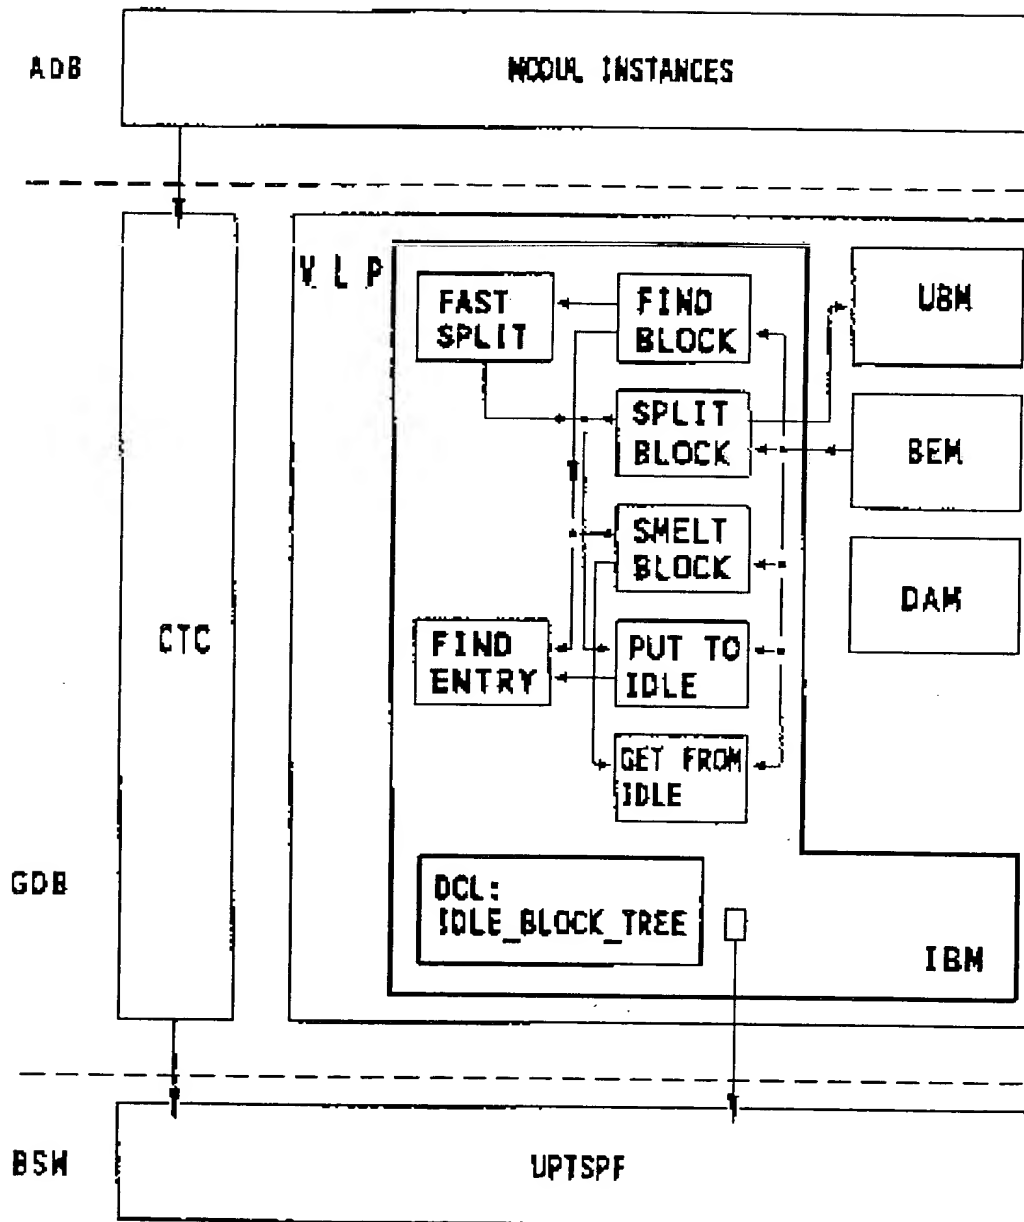 ADB
MODUL INSTANCES
V L P
FAST
SPLIT
FIND
BLOCK
UBM
SPLIT
BLOCK
BEM
SMELT
BLOCK
DAM
CTC
FIND
ENTRY
PUT TO
IDLE
GET FROM
IDLE
GDB
DCL:
IDLE_BLOCK_TREE
IBM
BSW
UPTSPF